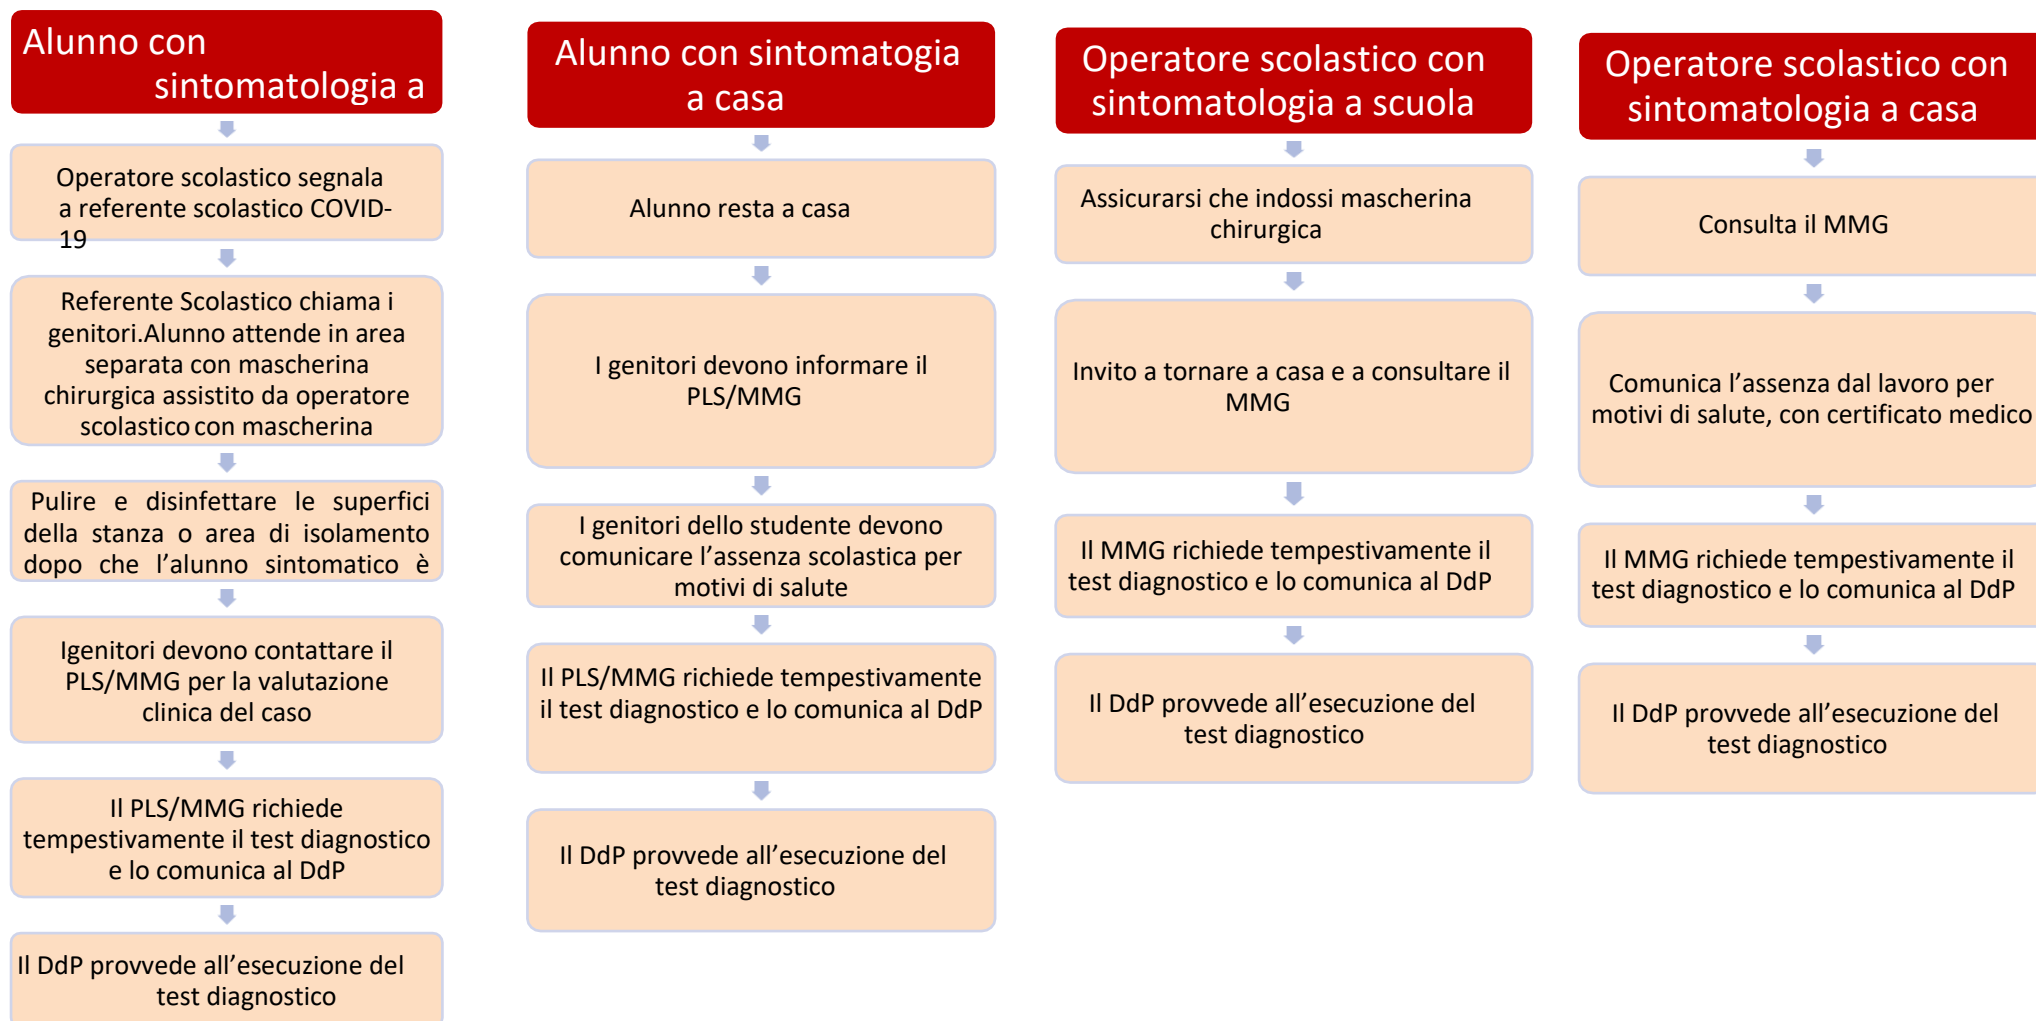 Alunno con
sintomatologia a
Operatore scolastico segnala
a referente scolastico COVID-
19
Referente Scolastico chiama i
genitori.Alunno attende in area
separata con mascherina
chirurgica assistito da operatore
scolastico con mascherina
Pulire e disinfettare le superfici
della stanza o area di isolamento
dopo che l’alunno sintomatico è
Igenitori devono contattare il
PLS/MMG per la valutazione
clinica del caso
Il PLS/MMG richiede
tempestivamente il test diagnostico
e lo comunica al DdP
Il DdP provvede all’esecuzione del
test diagnostico
Alunno con sintomatogia
a casa
Alunno resta a casa
I genitori devono informare il
PLS/MMG
I genitori dello studente devono
comunicare l’assenza scolastica per
motivi di salute
Il PLS/MMG richiede tempestivamente
il test diagnostico e lo comunica al DdP
Il DdP provvede all’esecuzione del
test diagnostico
Operatore scolastico con
sintomatologia a scuola
Assicurarsi che indossi mascherina
chirurgica
Invito a tornare a casa e a consultare il
MMG
Il MMG richiede tempestivamente il
test diagnostico e lo comunica al DdP
Il DdP provvede all’esecuzione del
test diagnostico
Operatore scolastico con
sintomatologia a casa
Consulta il MMG
Comunica l’assenza dal lavoro per
motivi di salute, con certificato medico
Il MMG richiede tempestivamente il
test diagnostico e lo comunica al DdP
Il DdP provvede all’esecuzione del
test diagnostico